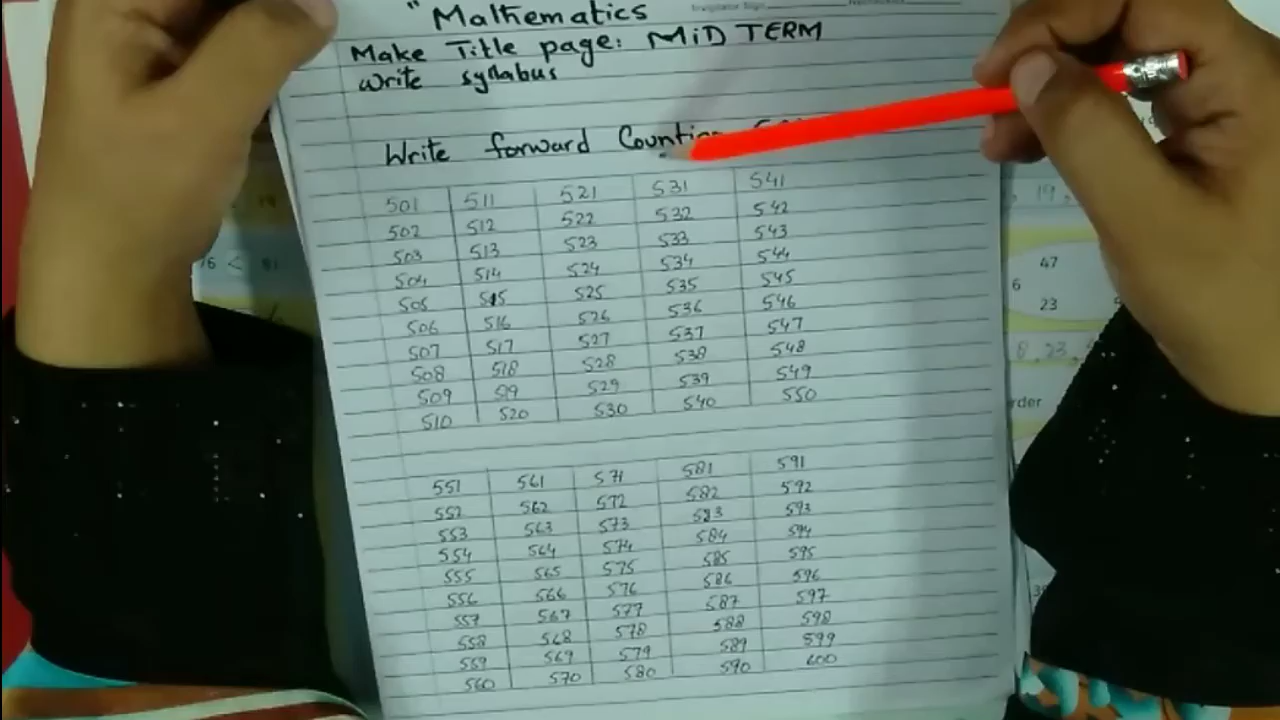 "Mathematics
Make Title page: MiD TERM
Write syllabus
Write forward
501 511 521 531 541
502 512 522 532 542
503 513 523 533 543
504 514 524 534 544
505 515 525 535 545
506 516 526 536 546
507 517 527 537 547
508 518 528 538 548
509 519 529 539 549
510 520 530 540 550
551 561 571 581 591
552 562 572 582 592
553 563 573 583 593
554 564 574 584 594
555 565 575 585 595
556 566 576 586 596
557 567 577 587 597
558 568 578 588 598
559 569 579 589 599
560 570 580 590 600
76 <
47
6
23